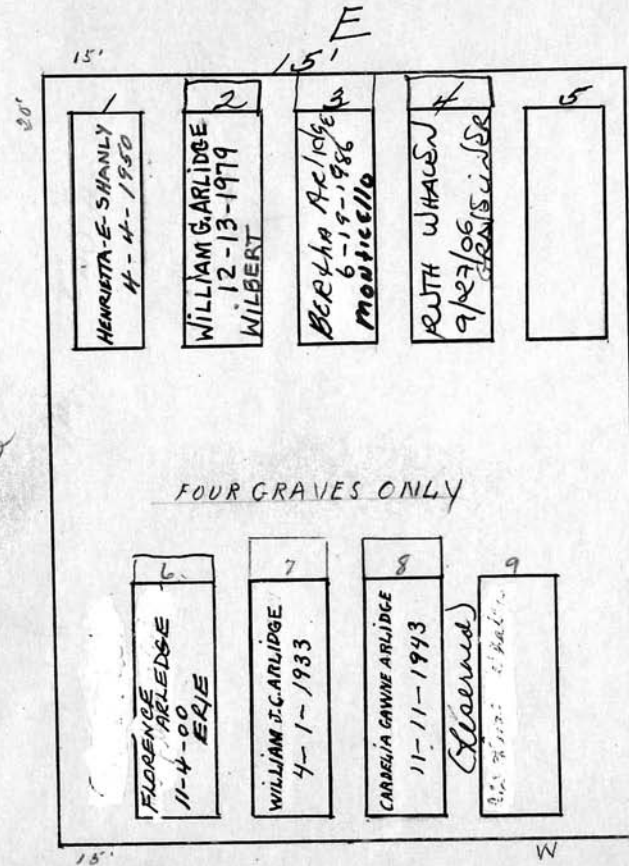 E
15'
15'
20'
1
HENRIETTA-E-SHANLY
4-4-1950
2
WILLIAM G. ARLIDGE
12-13-1979
WILBERT
3
BERTHA ARlidge
6-19-1986
MONticello
4
RUTH WHALEN
9/27/06
5
FOUR GRAVES ONLY
6.
FLORENCE
ARLEDGE
11-4-00
ERIE
7
WILLIAM J.C. ARLIDGE
4-1-1933
8
CARDELIA GAWNE ARLIDGE
11-11-1943
9
(Reserved)
15'
W